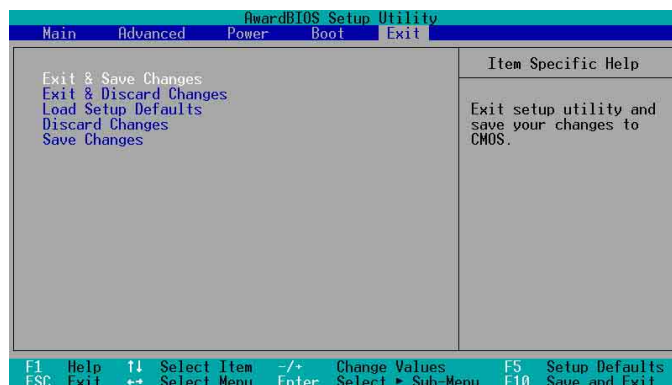 AwardBIOS Setup Utility
Main Advanced Power Boot Exit
Item Specific Help
Exit & Save Changes
Exit & Discard Changes
Load Setup Defaults
Discard Changes
Save Changes
Exit setup utility and
save your changes to
CMOS.
F1 Help ↑↓ Select Item -/+ Change Values F5 Setup Defaults
ESC Exit ↔ Select Menu Enter Select ► Sub-Menu F10 Save and Exit